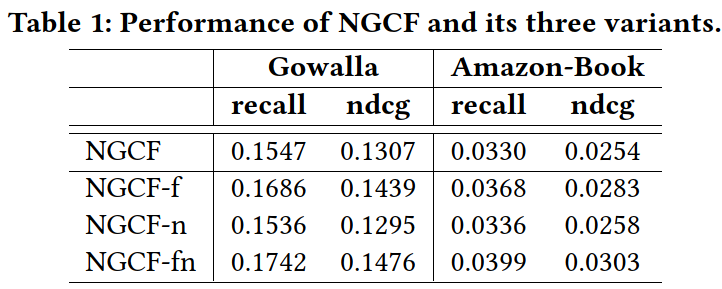 Table 1: Performance of NGCF and its three variants.
Gowalla Amazon-Book
recall ndcg recall ndcg
NGCF 0.1547 0.1307 0.0330 0.0254
NGCF-f 0.1686 0.1439 0.0368 0.0283
NGCF-n 0.1536 0.1295 0.0336 0.0258
NGCF-fn 0.1742 0.1476 0.0399 0.0303